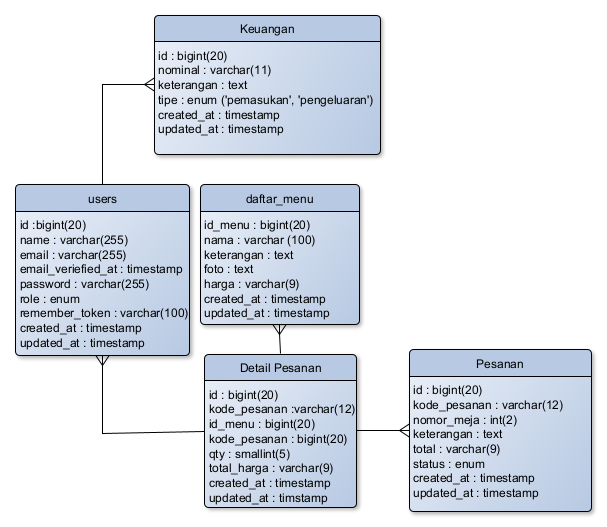 Keuangan
id : bigint(20)
nominal : varchar(11)
keterangan : text
tipe : enum ('pemasukan', 'pengeluaran')
created_at : timestamp
updated_at : timestamp
users
id :bigint(20)
name : varchar(255)
email : varchar(255)
email_veriefied_at : timestamp
password : varchar(255)
role : enum
remember_token : varchar(100)
created_at : timestamp
updated_at : timestamp
daftar_menu
id_menu : bigint(20)
nama : varchar (100)
keterangan : text
foto : text
harga : varchar(9)
created_at : timestamp
updated_at : timestamp
Detail Pesanan
id : bigint(20)
kode_pesanan :varchar(12)
id_menu : bigint(20)
kode_pesanan : bigint(20)
qty : smallint(5)
total_harga : varchar(9)
created_at : timestamp
updated_at : timstamp
Pesanan
id : bigint(20)
kode_pesanan : varchar(12)
nomor_meja : int(2)
keterangan : text
total : varchar(9)
status : enum
created_at : timestamp
updated_at : timestamp